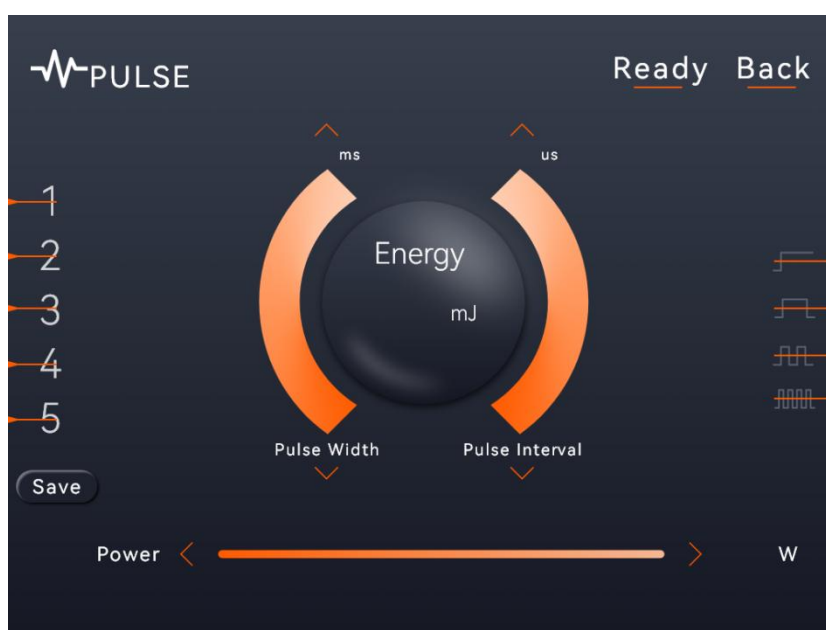 PULSE
Ready Back
ms us
1
2
3
4
5
Energy
mJ
Pulse Width Pulse Interval
Save
Power W